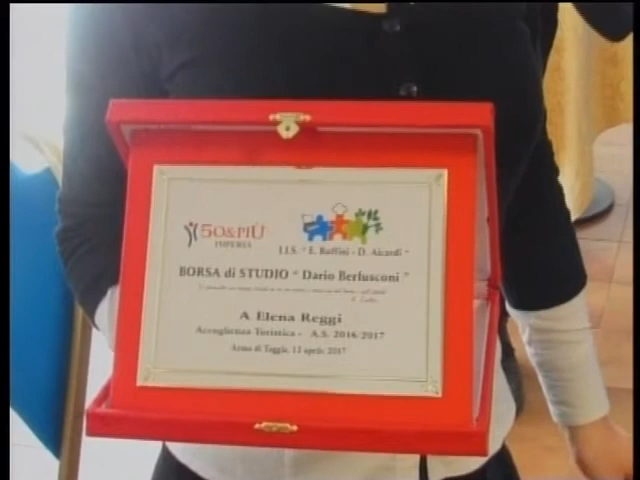 50&PIÙ
IMPERIA
I.I.S. " E. Ruffini - D. Aicardi "
BORSA di STUDIO " Dario Berfusconi "
A Elena Reggi
Accoglienza Turistica - A.S. 2016/2017
Arma di Taggia, 12 aprile 2017